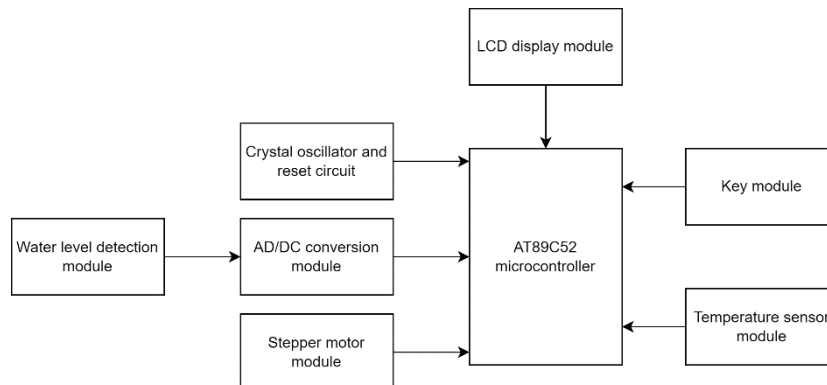 LCD display module
Crystal oscillator and
reset circuit
Key module
AT89C52
microcontroller
Water level detection
module
AD/DC conversion
module
Temperature sensor
module
Stepper motor
module